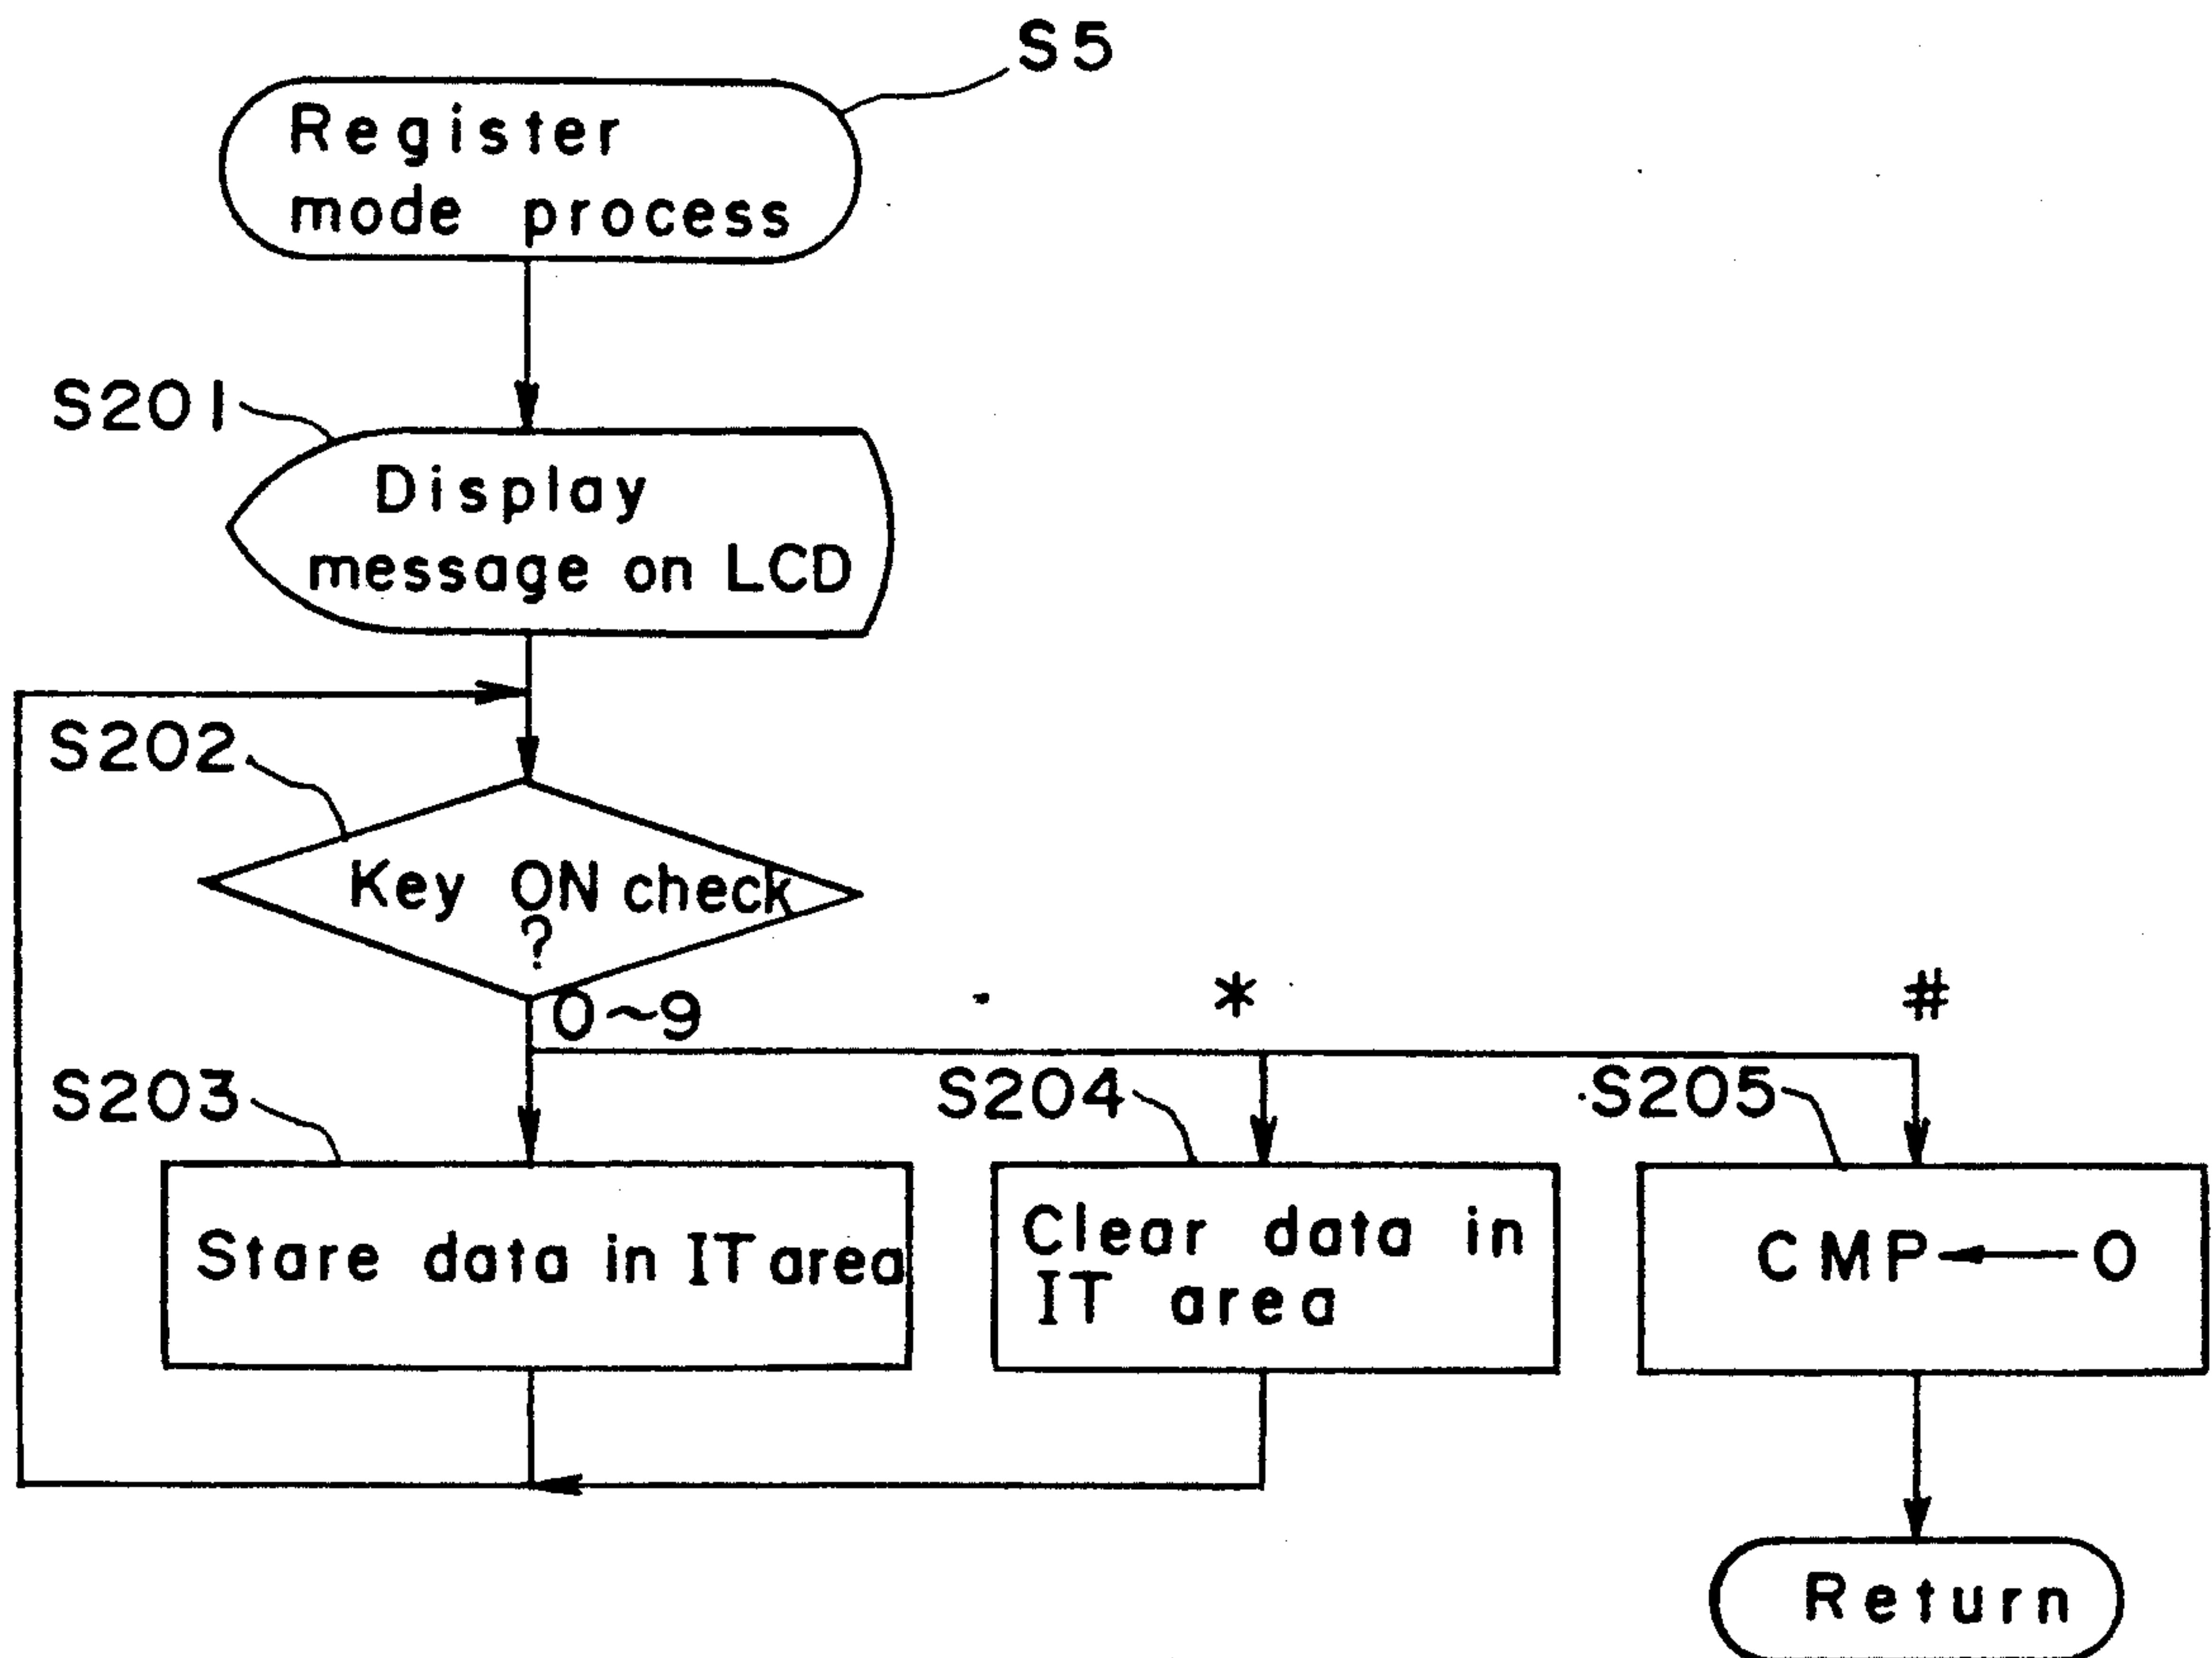 S5
Register
mode process
S201
Display
message on LCD
S202
Key ON check
?
0~9
*
#
S203
S204
S205
Stare data in IT area
Clear data in
IT area
CMP ← 0
Return